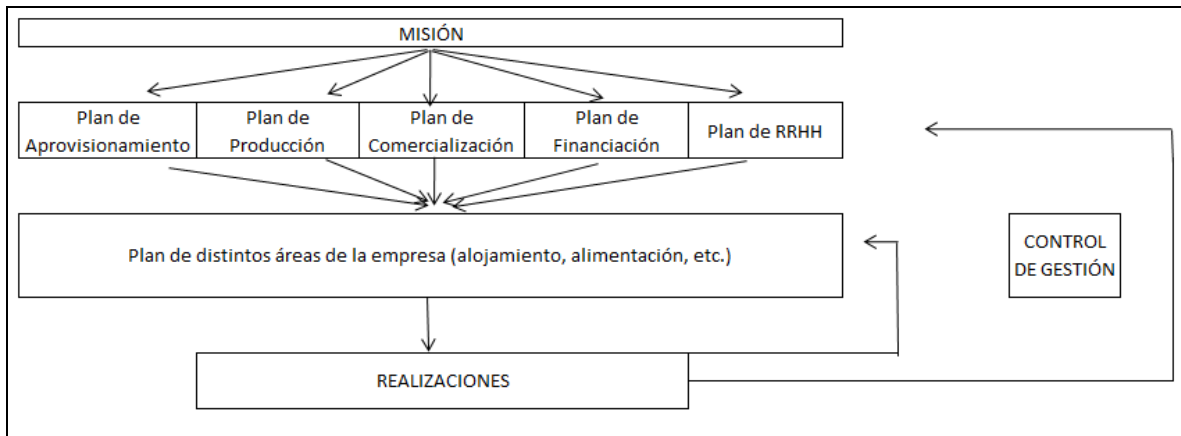 MISIÓN
Plan de
Aprovisionamiento
Plan de
Producción
Plan de
Comercialización
Plan de
Financiación
Plan de RRHH
Plan de distintos áreas de la empresa (alojamiento, alimentación, etc.)
CONTROL
DE GESTIÓN
REALIZACIONES